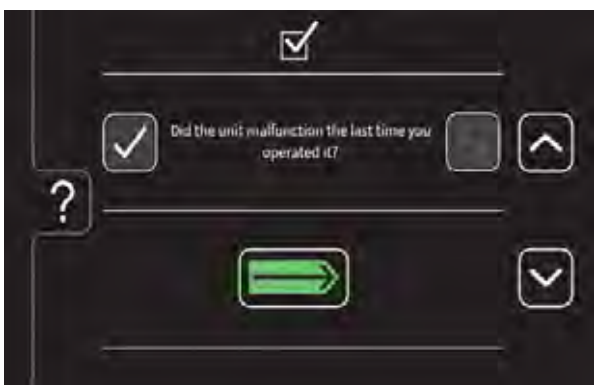 Did the unit malfunction the last time you
operated it?
?